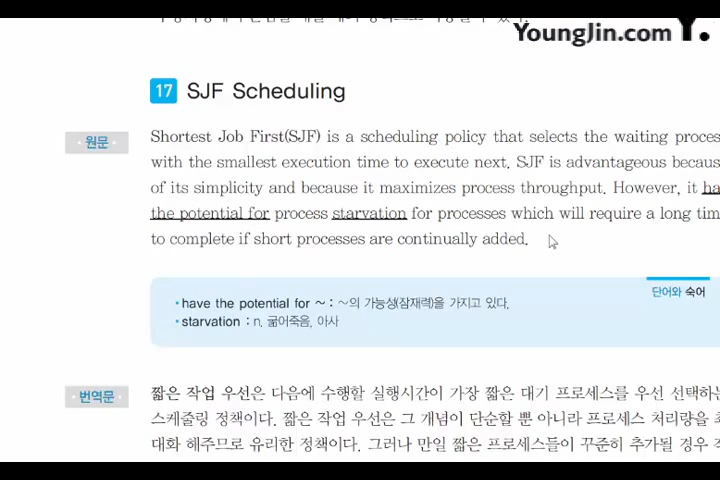 YoungJin.com Y.
17 SJF Scheduling
원문
Shortest Job First(SJF) is a scheduling policy that selects the waiting proces
with the smallest execution time to execute next. SJF is advantageous becaus
of its simplicity and because it maximizes process throughput. However, it ha
the potential for process starvation for processes which will require a long tim
to complete if short processes are continually added.
단어와 숙어
• have the potential for ~ : ~의 가능성(잠재력)을 가지고 있다.
• starvation : n. 굶어죽음, 아사
번역문
짧은 작업 우선은 다음에 수행할 실행시간이 가장 짧은 대기 프로세스를 우선 선택하는
스케줄링 정책이다. 짧은 작업 우선은 그 개념이 단순할 뿐 아니라 프로세스 처리량을 최
대화 해주므로 유리한 정책이다. 그러나 만일 짧은 프로세스들이 꾸준히 추가될 경우